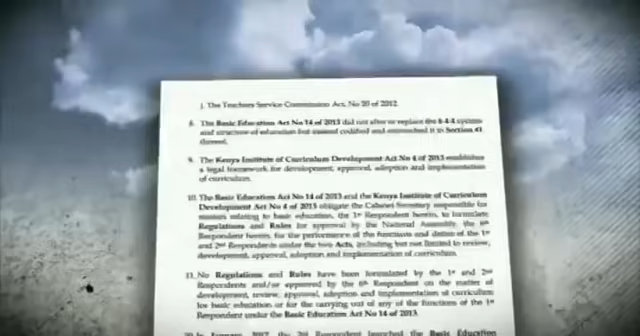 j. The Teachers Service Commission Act, No 20 of 2012.
8. The Basic Education Act No 14 of 2013 did not alter or replace the 8-4-4 system
and structure of education but instead codified and entrenched it in Section 41
thereof.
9. The Kenya Institute of Curriculum Development Act No 4 of 2013 establishes
a legal framework for development, approval, adoption and implementation
of curriculum.
10. The Basic Education Act No 14 of 2013 and the Kenya Institute of Curriculum
Development Act No 4 of 2013 obligate the Cabinet Secretary responsible for
matters relating to basic education, the 1st Respondent herein, to formulate
Regulations and Rules for approval by the National Assembly, the 6th
Respondent herein, for the performance of the functions and duties of the 1st
and 2nd Respondents under the two Acts, including but not limited to review,
development, approval, adoption and implementation of curriculum.
11. No Regulations and Rules have been formulated by the 1st and 2nd
Respondents and/or approved by the 6th Respondent on the matter of
development, review, approval, adoption and implementation of curriculum
for basic education or for the carrying out of any of the functions of the 1st
Respondent under the Basic Education Act No 14 of 2013.
2017, the 2nd Respondent launched the Basic Education